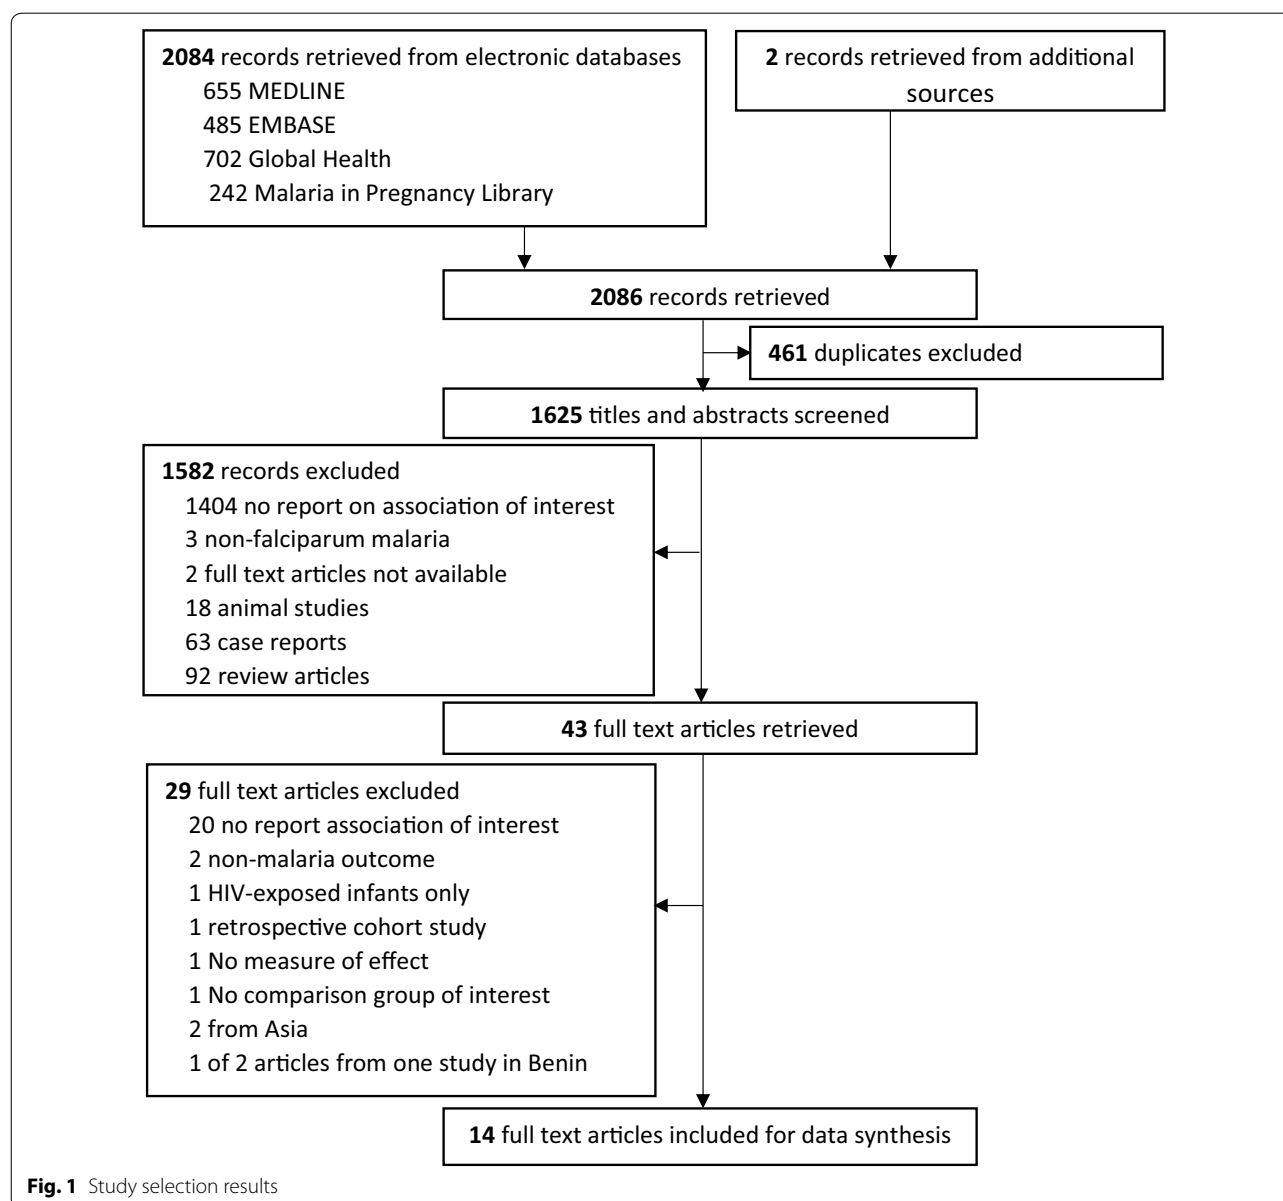 2084 records retrieved from electronic databases
655 MEDLINE
485 EMBASE
702 Global Health
242 Malaria in Pregnancy Library
2 records retrieved from additional
sources
2086 records retrieved
461 duplicates excluded
1625 titles and abstracts screened
1582 records excluded
1404 no report on association of interest
3 non-falciparum malaria
2 full text articles not available
18 animal studies
63 case reports
92 review articles
43 full text articles retrieved
29 full text articles excluded
20 no report association of interest
2 non-malaria outcome
1 HIV-exposed infants only
1 retrospective cohort study
1 No measure of effect
1 No comparison group of interest
2 from Asia
1 of 2 articles from one study in Benin
14 full text articles included for data synthesis
Fig. 1 Study selection results